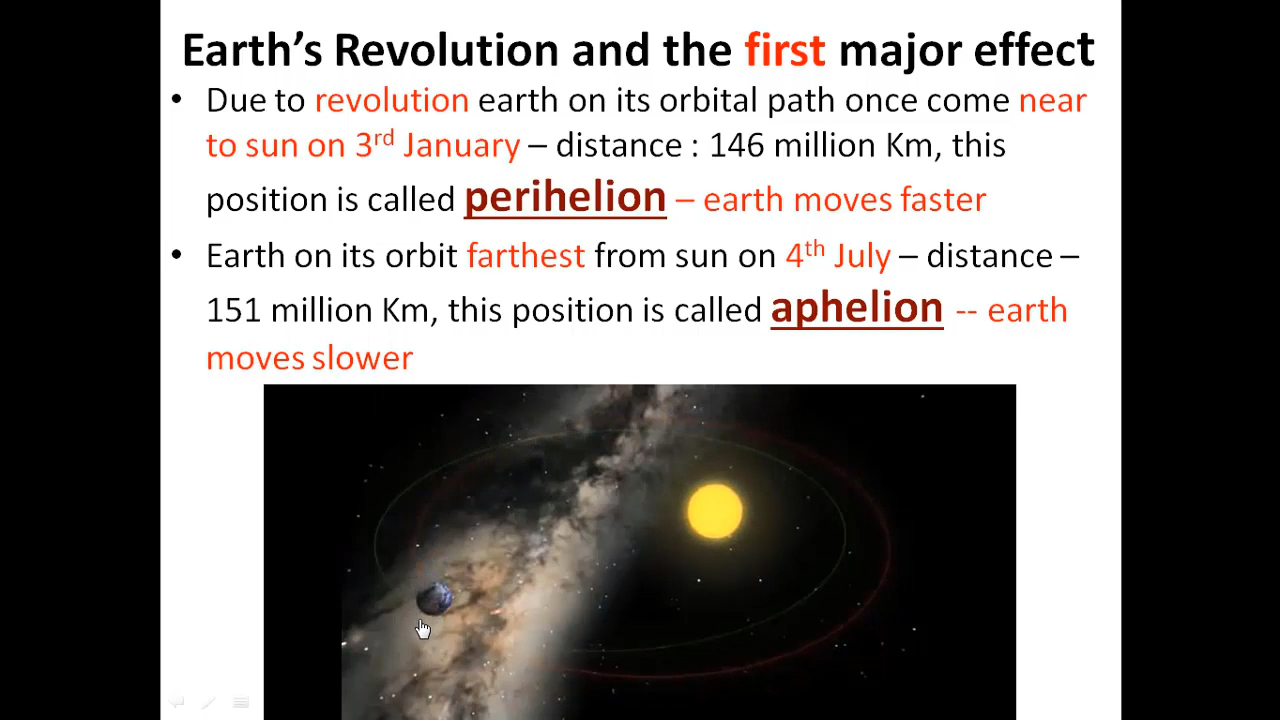 Earth's Revolution and the first major effect
• Due to revolution earth on its orbital path once come near
to sun on 3rd January – distance : 146 million Km, this
position is called perihelion – earth moves faster
• Earth on its orbit farthest from sun on 4th July – distance –
151 million Km, this position is called aphelion -- earth
moves slower